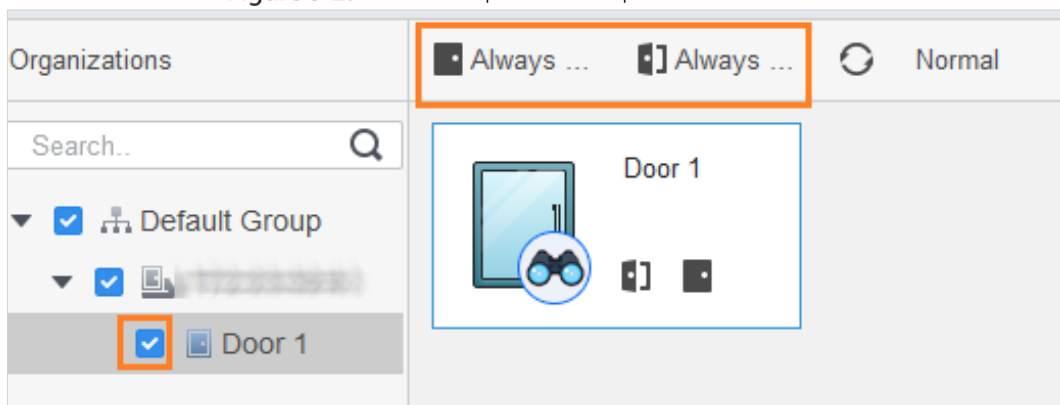 Organizations
Always ... Always ... Normal
Search..
Door 1
Default Group
Door 1